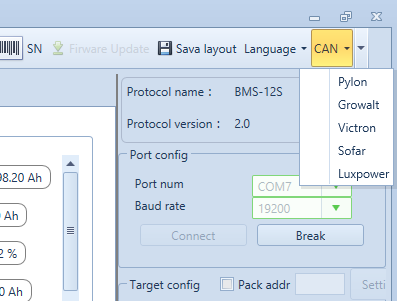 SN Firware Update Sava layout Language CAN
Pylon
Growalt
Victron
Sofar
Luxpower
Protocol name : BMS-12S
Protocol version : 2.0
Port config
Port num COM7
Baud rate 19200
Connect Break
Target config Pack addr Setti
98.20 Ah
0 Ah
2 %
0 Ah